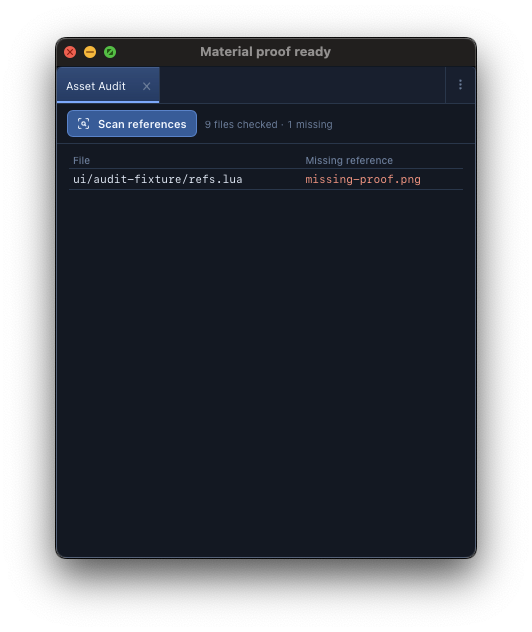 Material proof ready
Asset Audit
Scan references 9 files checked · 1 missing
File Missing reference
ui/audit-fixture/refs.lua missing-proof.png